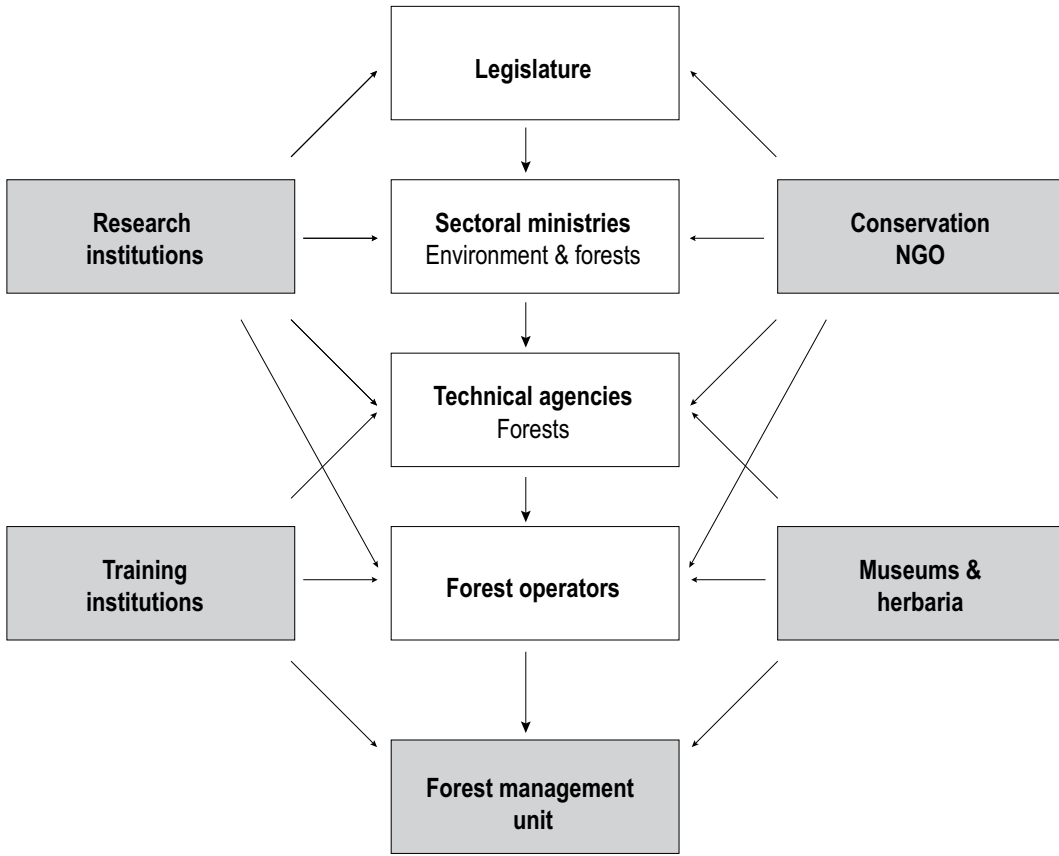 Legislature
Research
institutions
Sectoral ministries
Environment & forests
Conservation
NGO
Technical agencies
Forests
Training
institutions
Forest operators
Museums &
herbaria
Forest management
unit